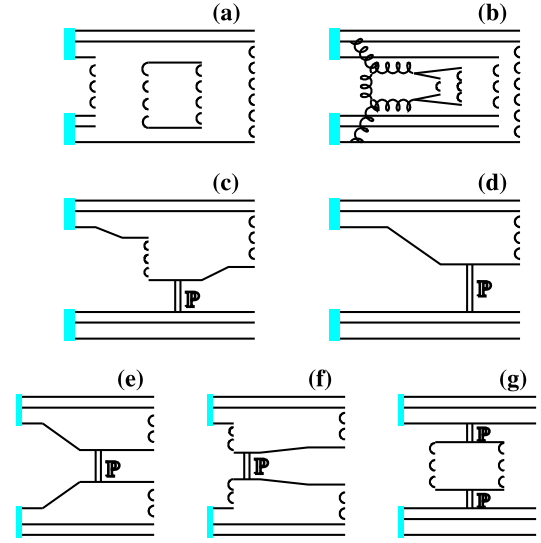 (a) (b)
(c) (d)
ℙ ℙ
(e) (f) (g)
ℙ
ℙ ℙ
ℙ